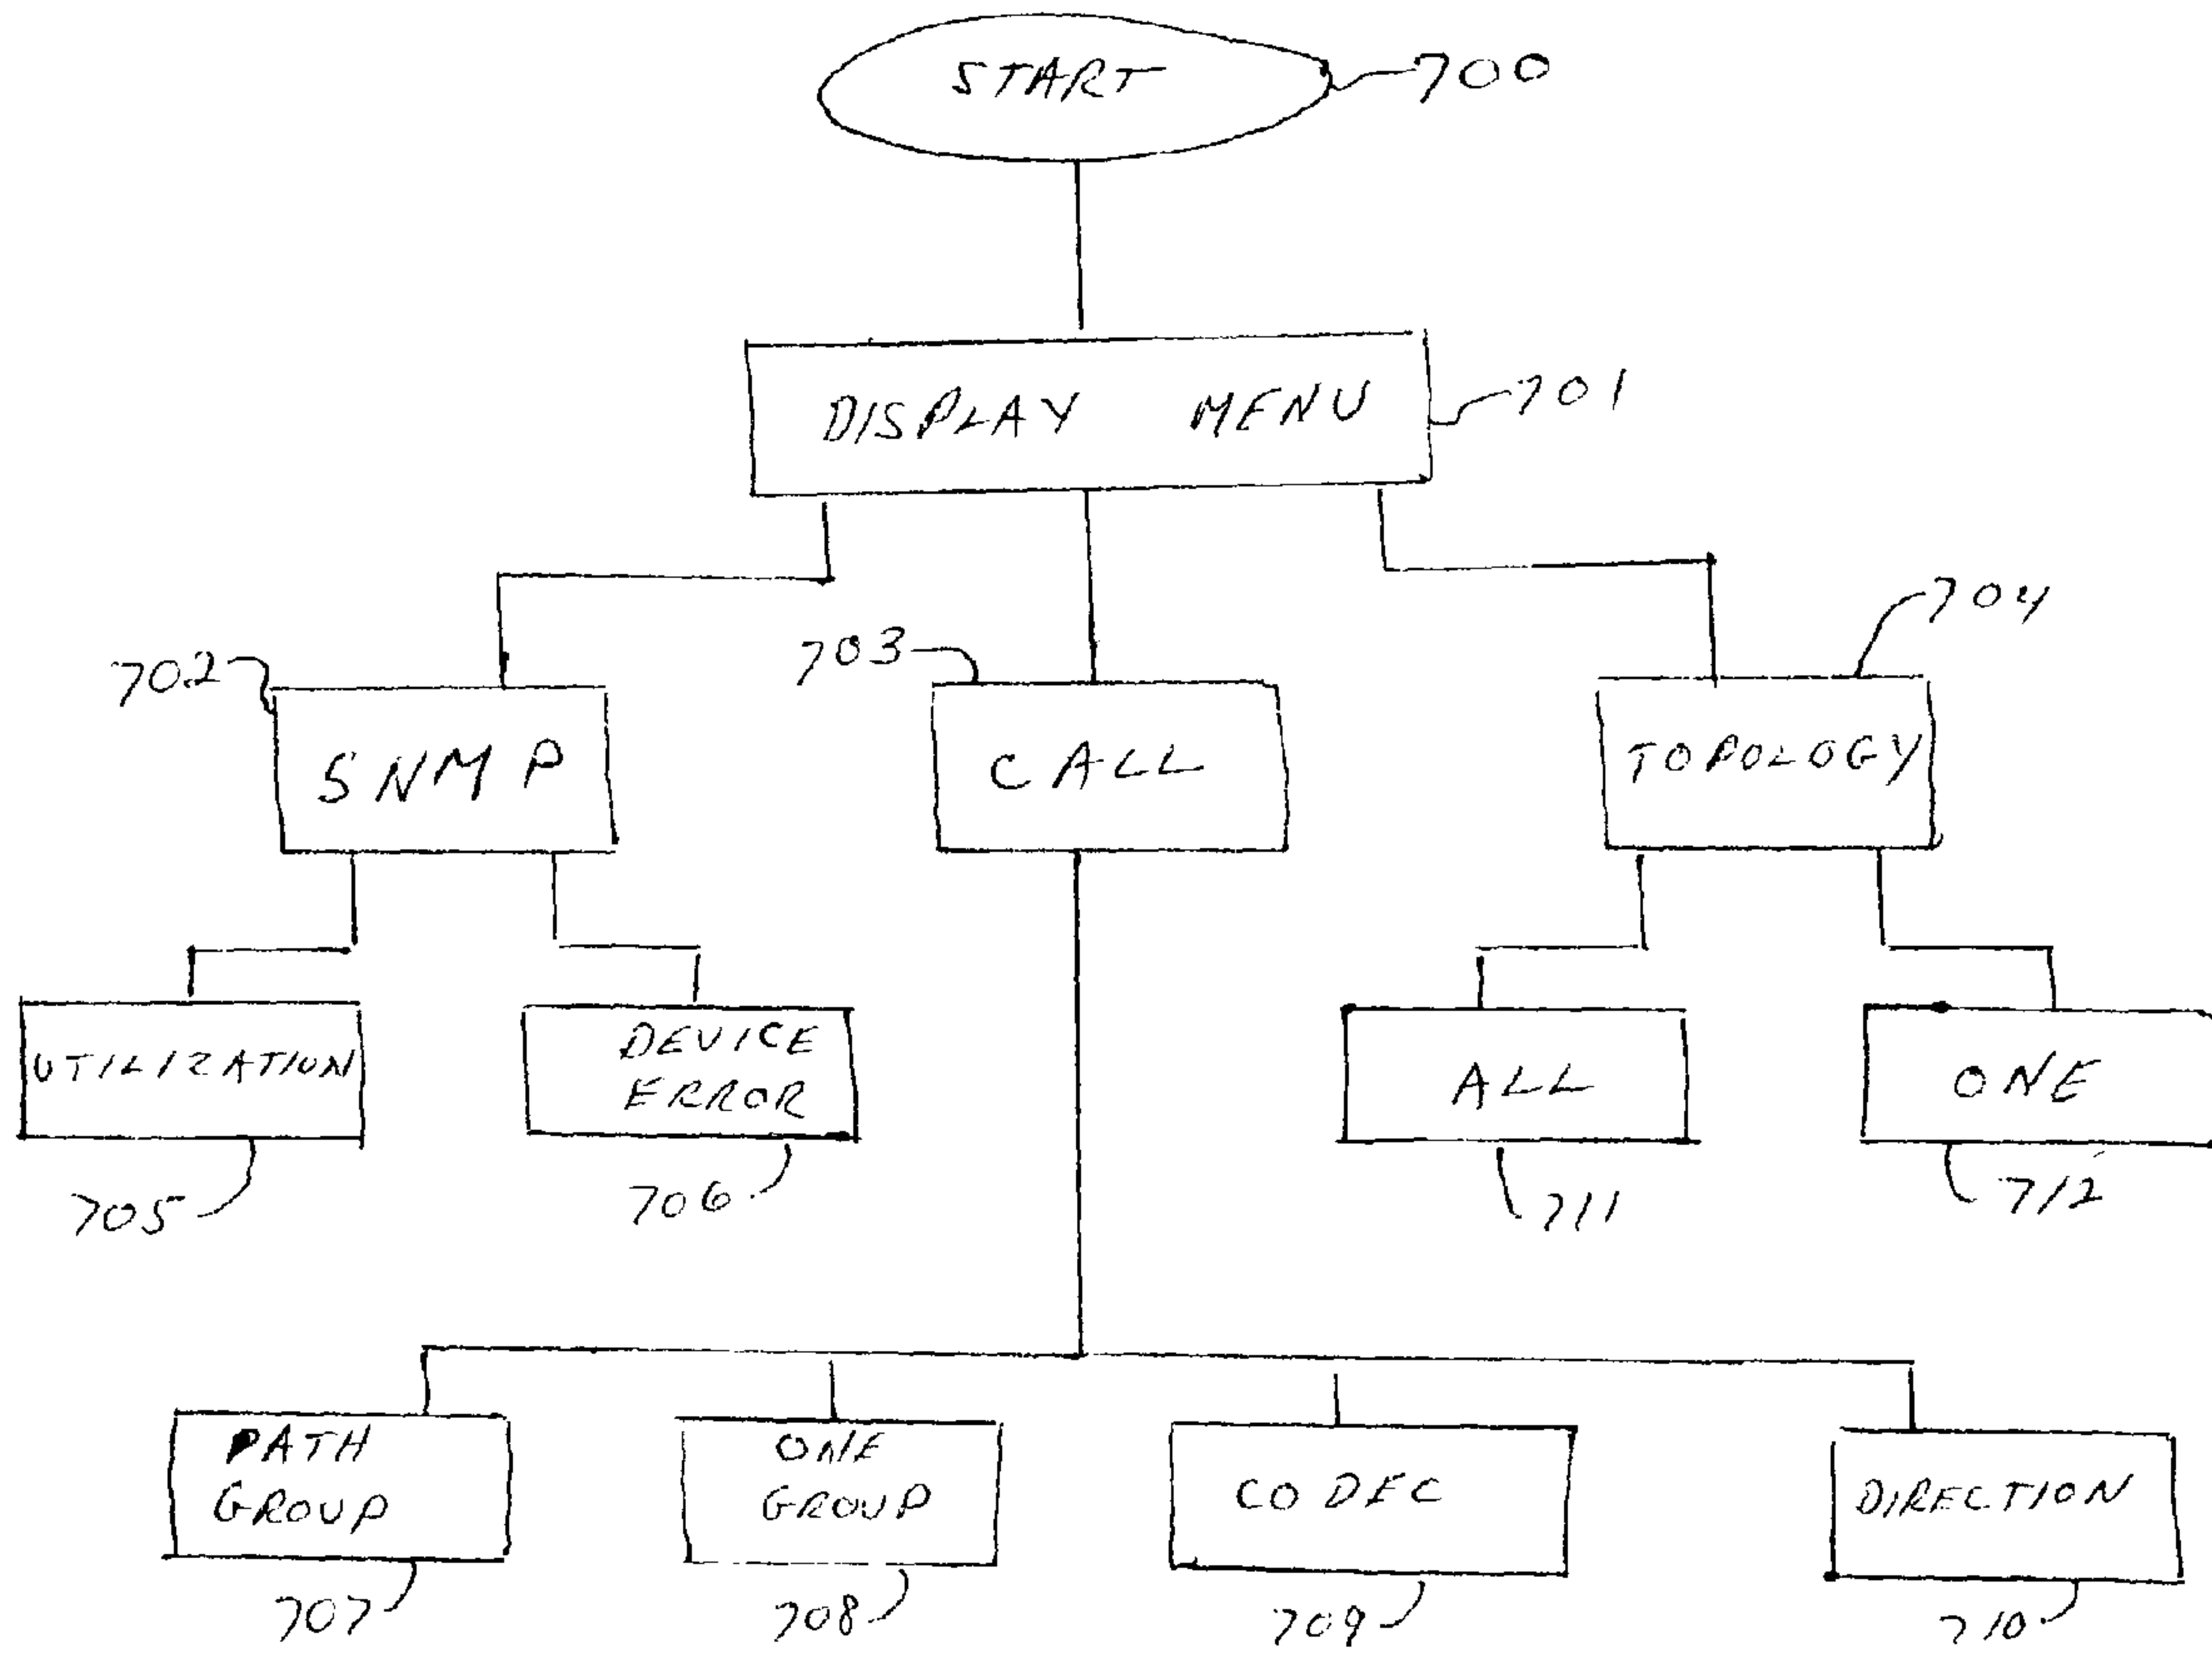 START
700
DISPLAY MENU
701
702
703
704
SNMP
CALL
TOPOLOGY
UTILIZATION
DEVICE
ERROR
ALL
ONE
705
706
711
712
PATH
GROUP
ONE
GROUP
CODEC
DIRECTION
707
708
709
710